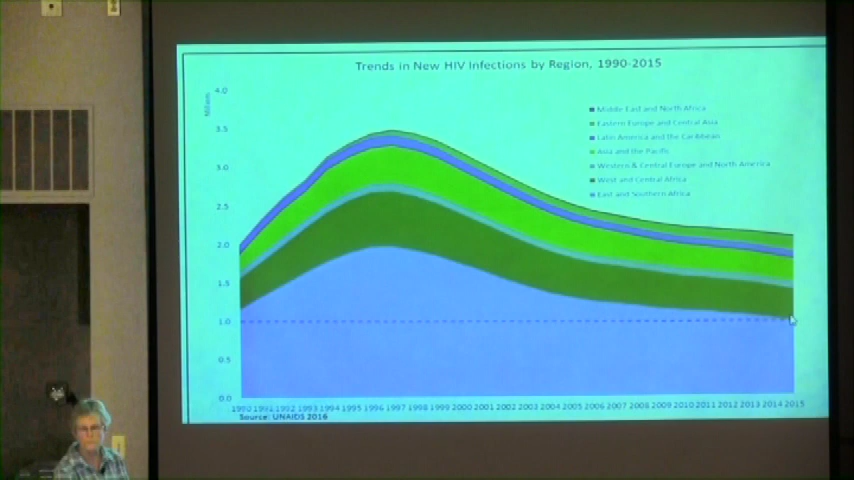 Trends in New HIV Infections by Region, 1990-2015
Millions
4.0
3.5
3.0
2.5
2.0
1.5
1.0
0.5
0.0
Middle East and North Africa
Eastern Europe and Central Asia
Latin America and the Caribbean
Asia and the Pacific
Western & Central Europe and North America
West and Central Africa
East and Southern Africa
1990 1991 1992 1993 1994 1995 1996 1997 1998 1999 2000 2001 2002 2003 2004 2005 2006 2007 2008 2009 2010 2011 2012 2013 2014 2015
Source: UNAIDS 2016